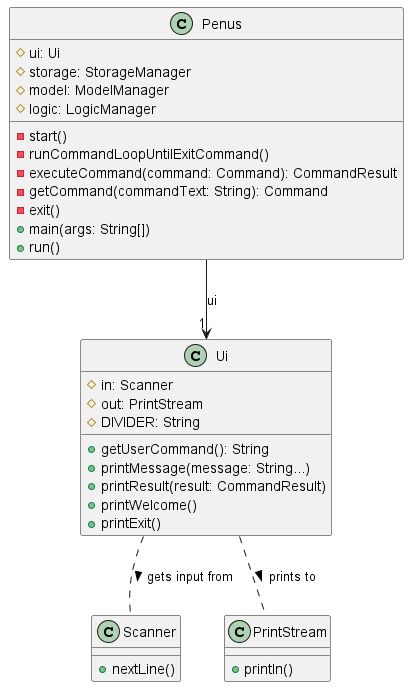 C Penus
ui: Ui
storage: StorageManager
model: ModelManager
logic: LogicManager
start()
runCommandLoopUntilExitCommand()
executeCommand(command: Command): CommandResult
getCommand(commandText: String): Command
exit()
main(args: String[])
run()
ui
1
C Ui
in: Scanner
out: PrintStream
DIVIDER: String
getUserCommand(): String
printMessage(message: String...)
printResult(result: CommandResult)
printWelcome()
printExit()
gets input from
prints to
C Scanner
nextLine()
C PrintStream
println()